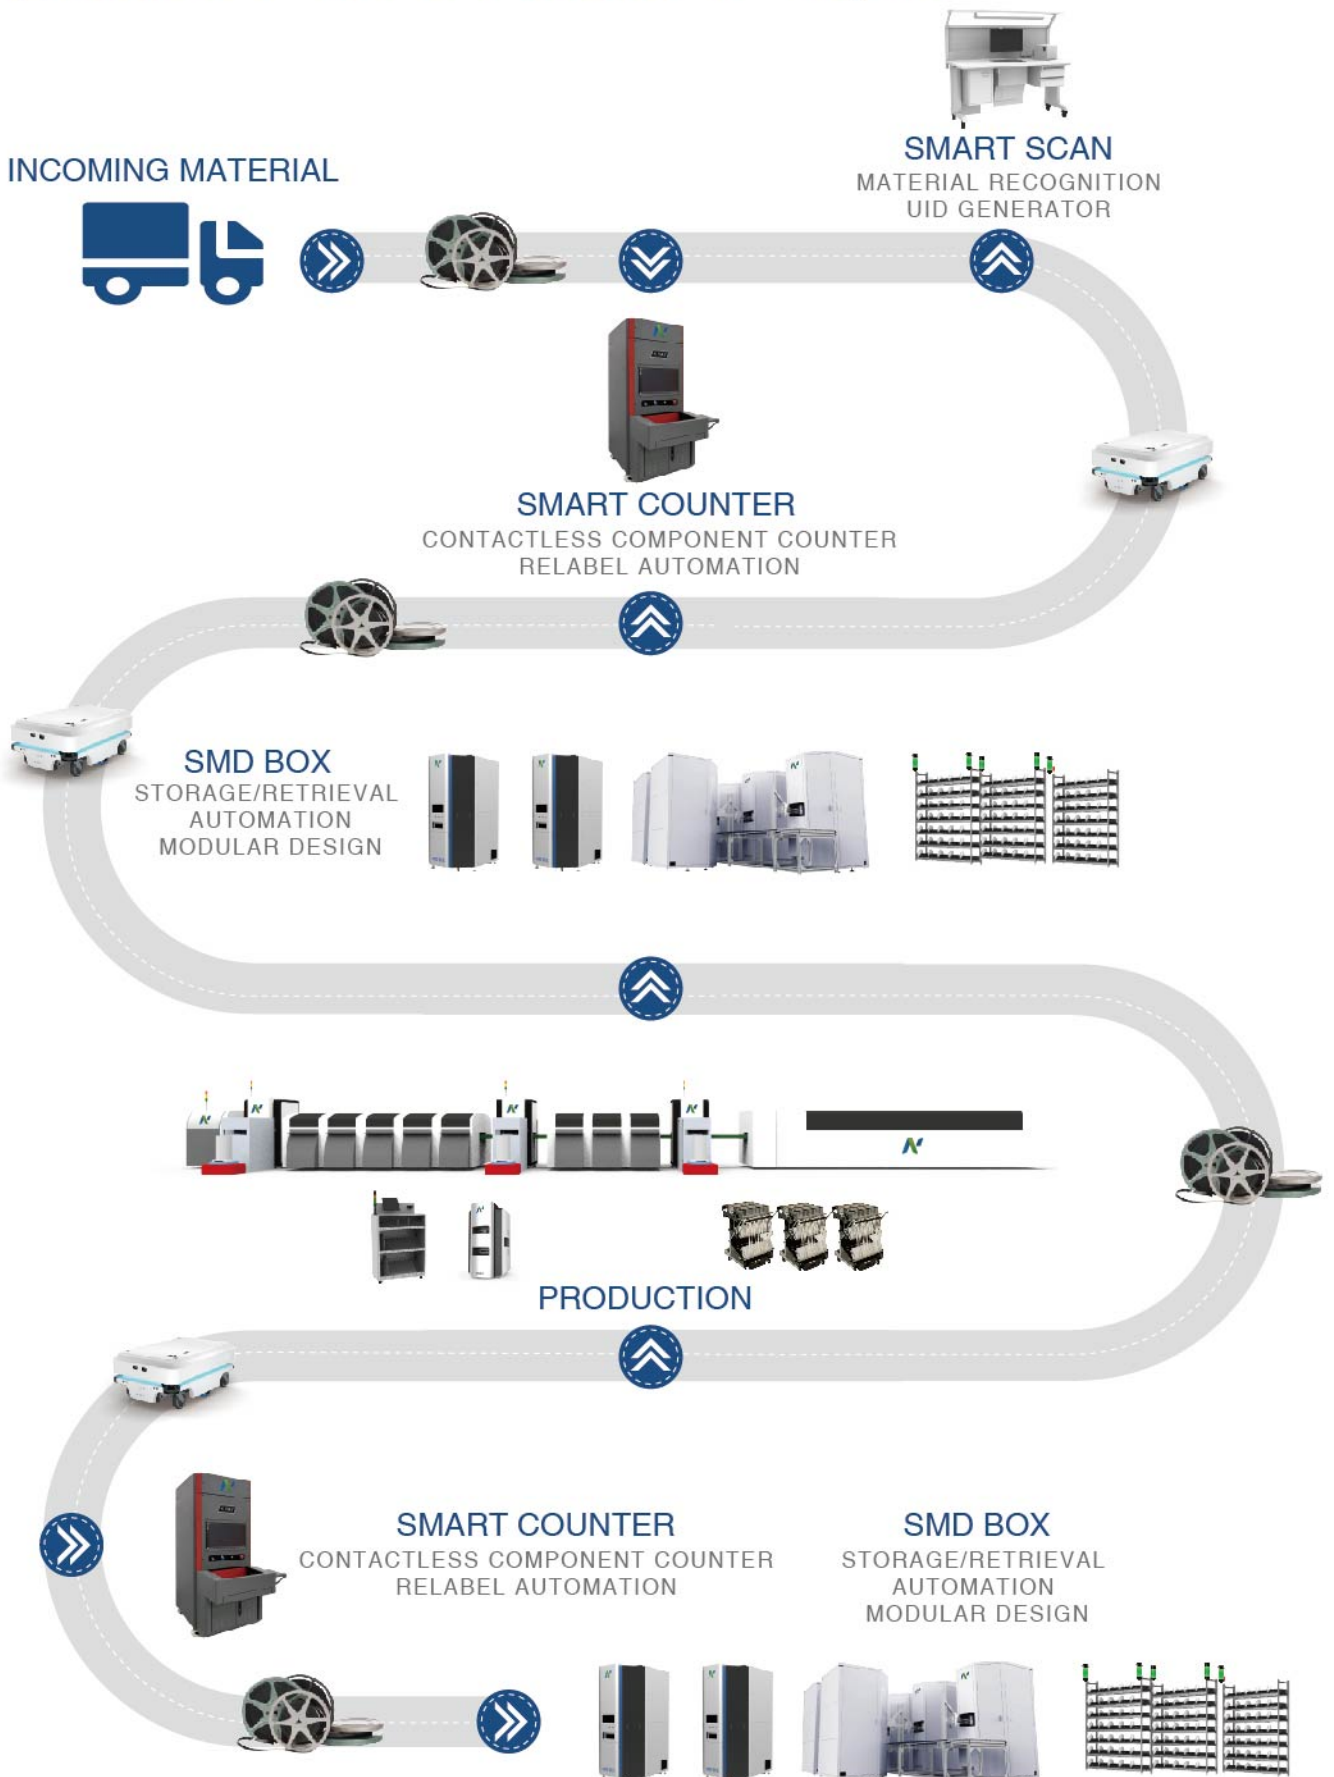 SMART SCAN
MATERIAL RECOGNITION
UID GENERATOR
INCOMING MATERIAL
SMART COUNTER
CONTACTLESS COMPONENT COUNTER
RELABEL AUTOMATION
SMD BOX
STORAGE/RETRIEVAL
AUTOMATION
MODULAR DESIGN
PRODUCTION
SMART COUNTER
CONTACTLESS COMPONENT COUNTER
RELABEL AUTOMATION
SMD BOX
STORAGE/RETRIEVAL
AUTOMATION
MODULAR DESIGN